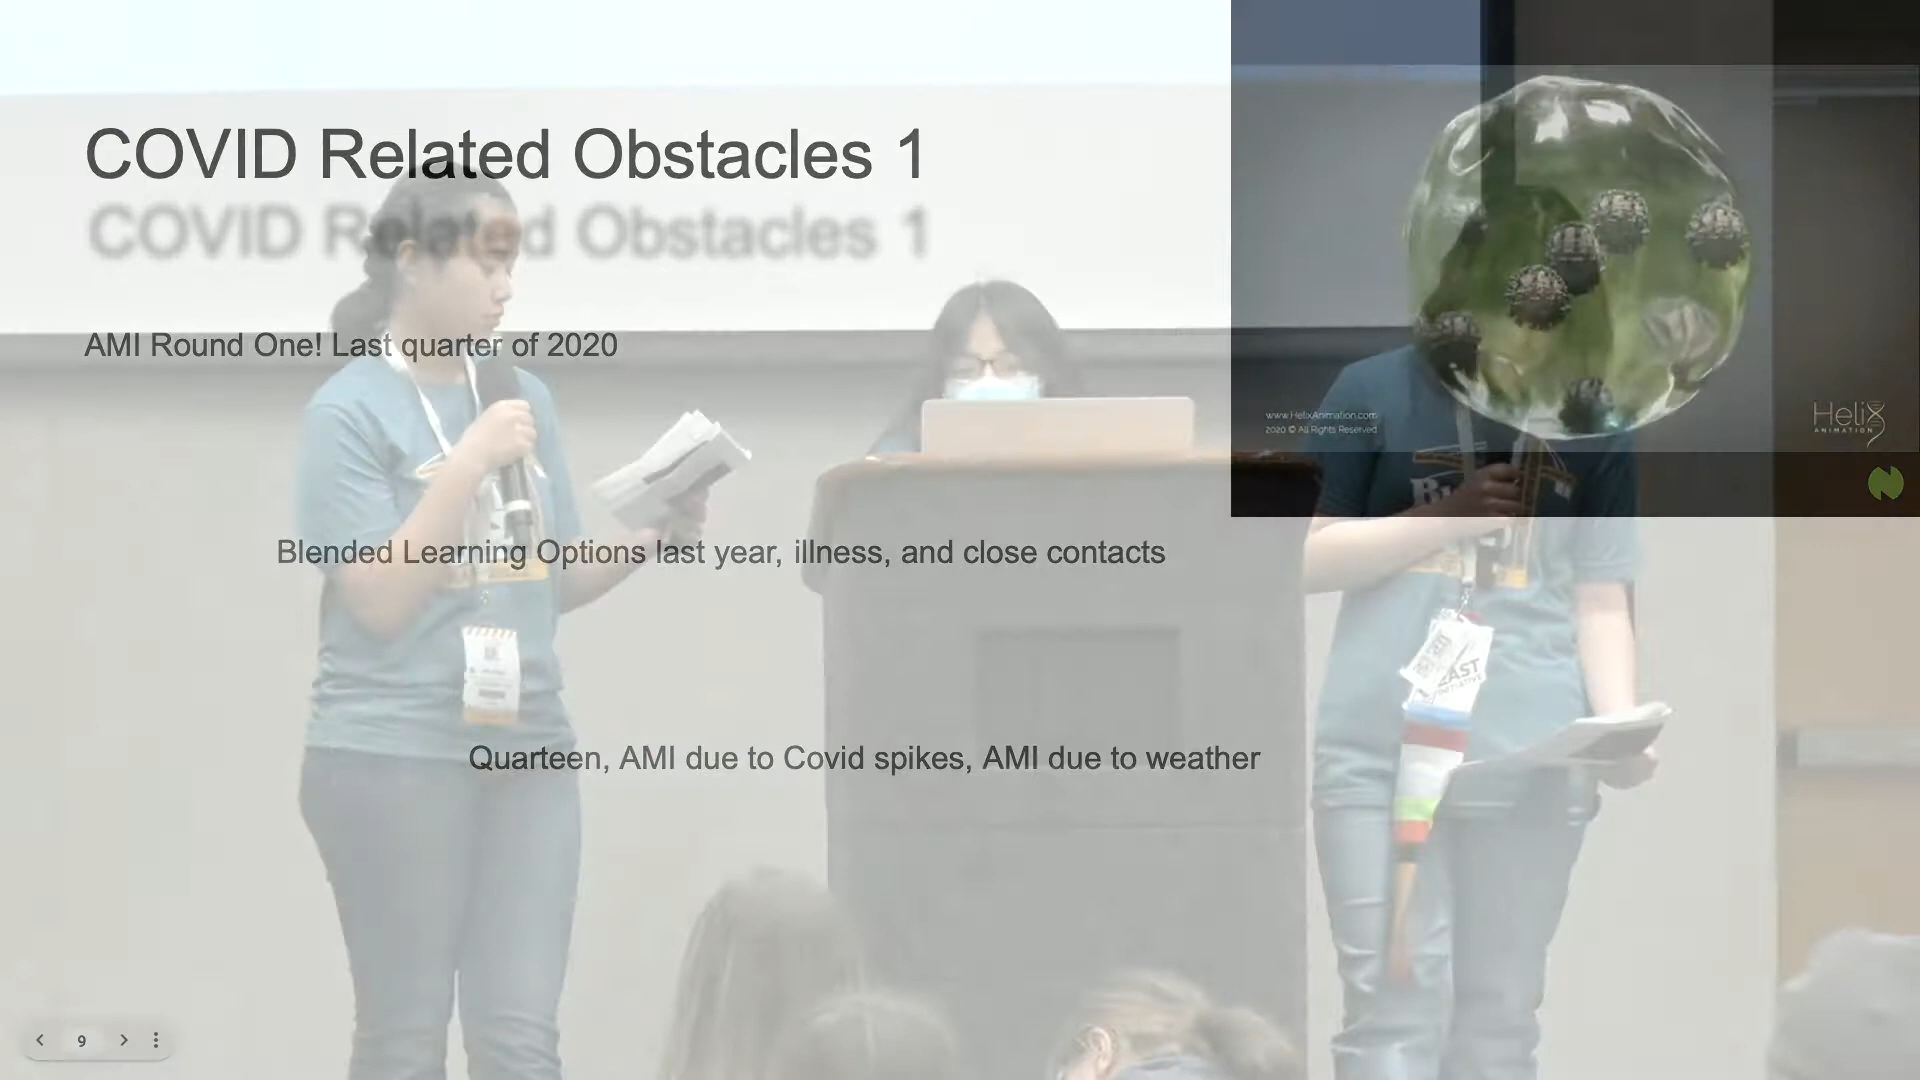 COVID Related Obstacles 1
COVID Related Obstacles 1
AMI Round One! Last quarter of 2020
Blended Learning Options last year, illness, and close contacts
Quarteen, AMI due to Covid spikes, AMI due to weather
www.HelixAnimation.com
2020 © All Rights Reserved
Helix
ANIMATION
EAST
INITIATIVE
9